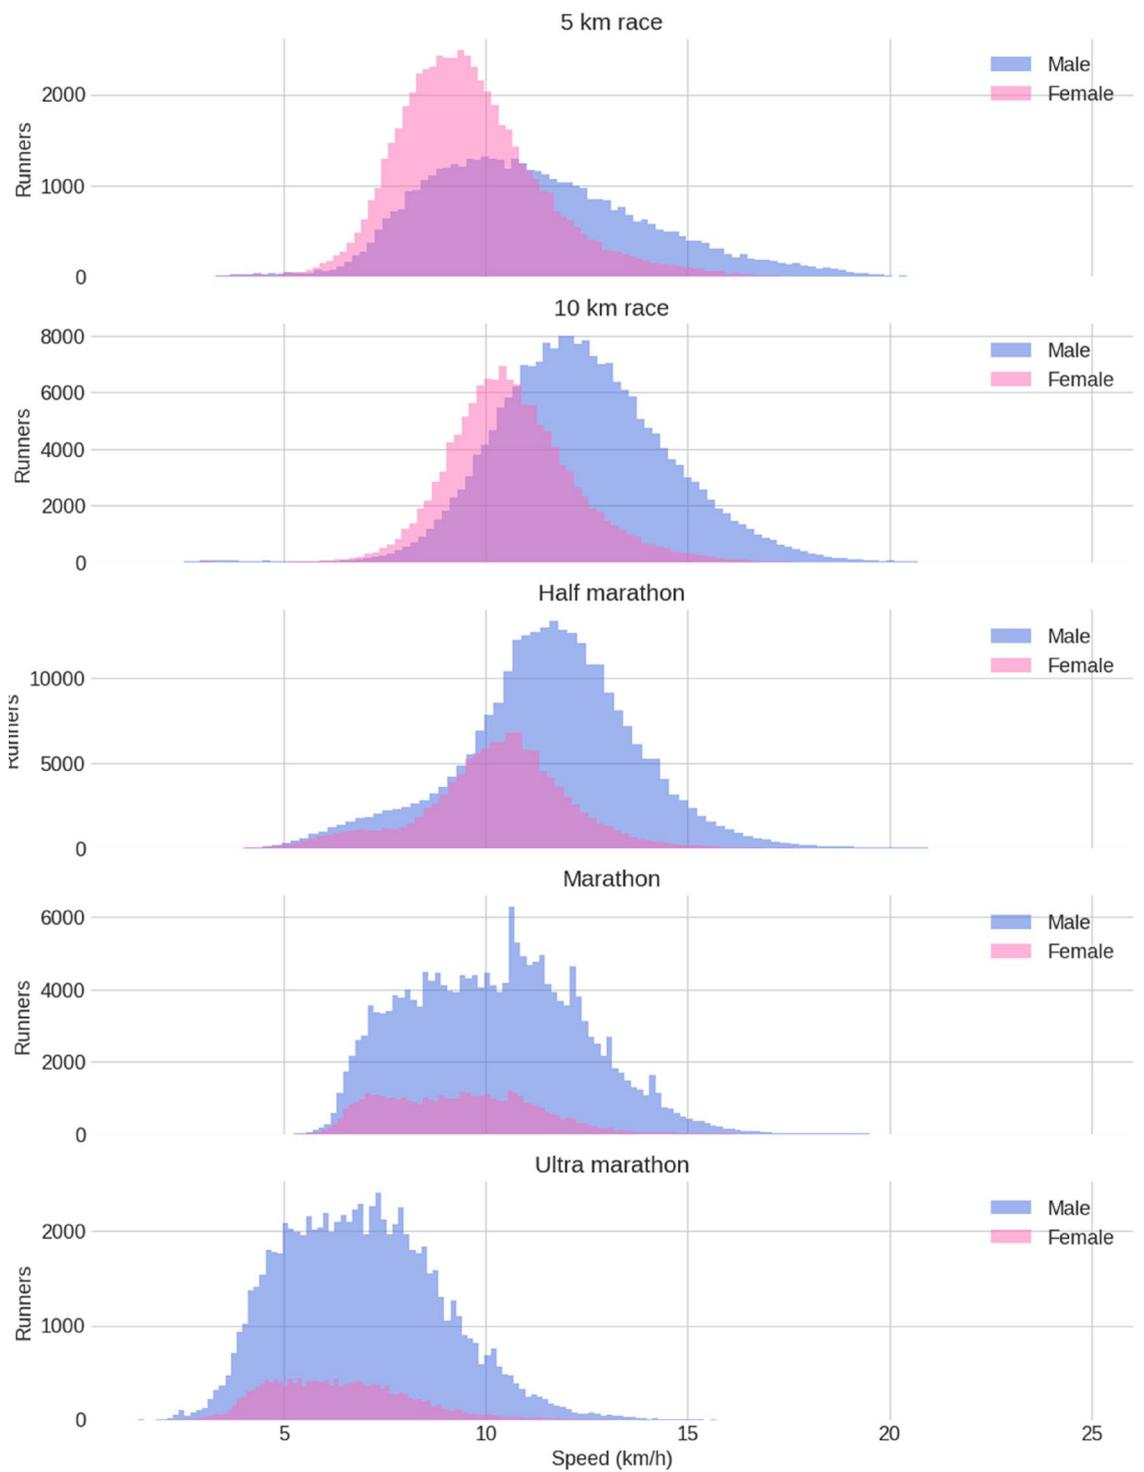 5 km race
Male
Female
2000
1000
0
Runners
10 km race
Male
Female
8000
6000
4000
2000
0
Runners
Half marathon
Male
Female
10000
5000
0
Runners
Marathon
Male
Female
6000
4000
2000
0
Runners
Ultra marathon
Male
Female
2000
1000
0
Runners
5 10 15 20 25
Speed (km/h)